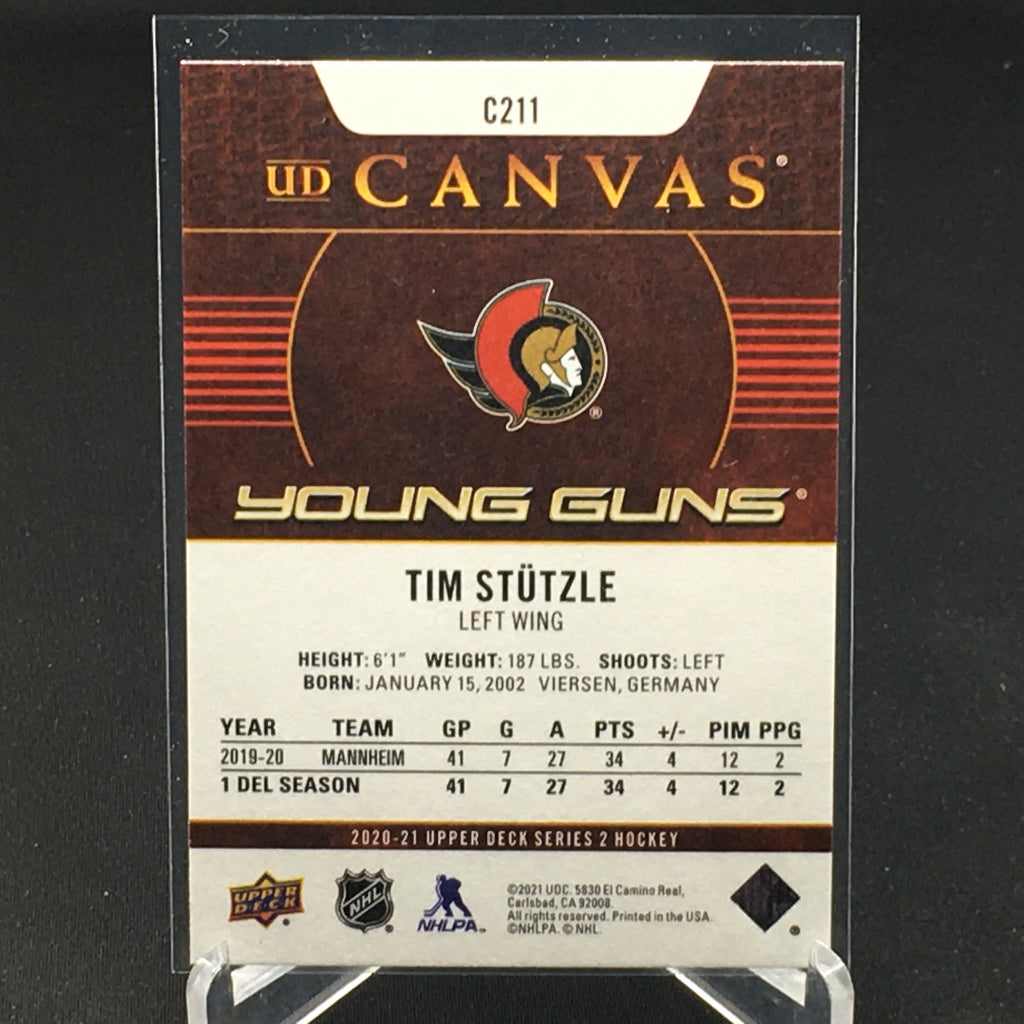 C211
UD CANVAS®
®
YOUNG GUNS®
TIM STÜTZLE
LEFT WING
HEIGHT: 6'1" WEIGHT: 187 LBS. SHOOTS: LEFT
BORN: JANUARY 15, 2002 VIERSEN, GERMANY
YEAR TEAM GP G A PTS +/- PIM PPG
2019-20 MANNHEIM 41 7 27 34 4 12 2
1 DEL SEASON 41 7 27 34 4 12 2
2020-21 UPPER DECK SERIES 2 HOCKEY
UPPER DECK ®
NHL ®
NHLPA™
©2021 UDC. 5830 El Camino Real,
Carlsbad, CA 92008.
All rights reserved. Printed in the USA.
©NHLPA. © NHL.
®